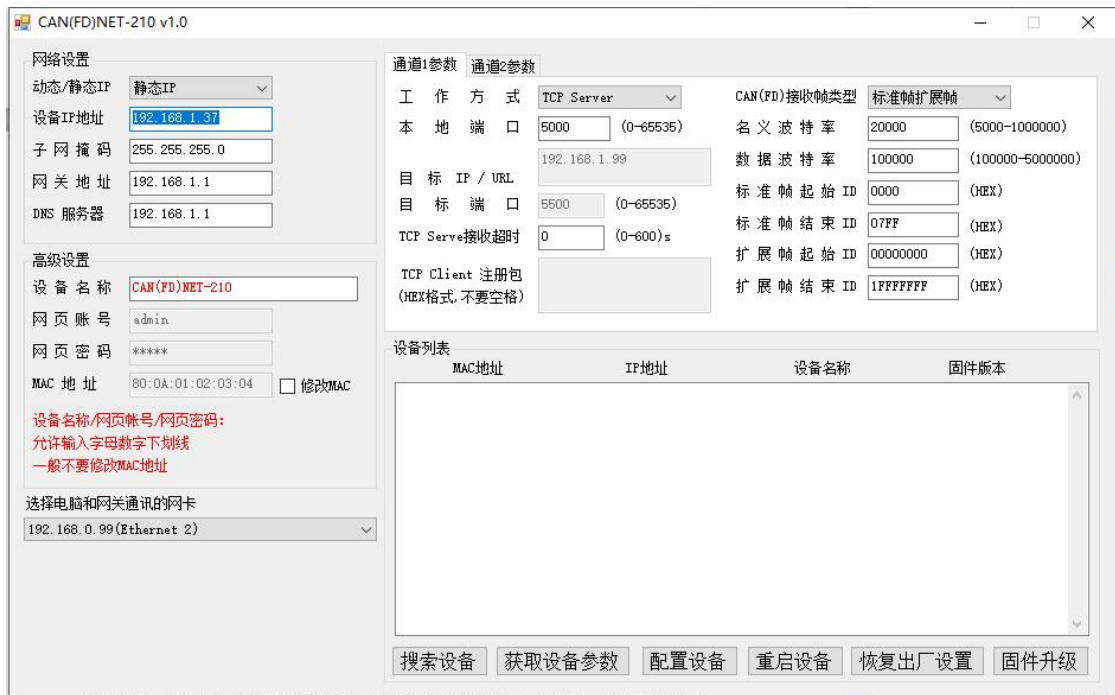 CAN(FD)NET-210 v1.0
网络设置
动态/静态IP 静态IP
设备IP地址 192.168.1.37
子网掩码 255.255.255.0
网关地址 192.168.1.1
DNS 服务器 192.168.1.1
高级设置
设备名称 CAN(FD)NET-210
网页账号 admin
网页密码 *****
MAC 地址 80:0A:01:02:03:04 修改MAC
设备名称/网页帐号/网页密码:
允许输入字母数字下划线
一般不要修改MAC地址
选择电脑和网关通讯的网卡
192.168.0.99(Ethernet 2)
通道1参数 通道2参数
工作方式 TCP Server
本地端口 5000 (0-65535)
目标 IP / URL 192.168.1.99
目标端口 5500 (0-65535)
TCP Serve接收超时 0 (0-600)s
TCP Client 注册包
(HEX格式,不要空格)
CAN(FD)接收帧类型 标准帧扩展帧
名义波特率 20000 (5000-1000000)
数据波特率 100000 (100000-5000000)
标准帧起始ID 0000 (HEX)
标准帧结束ID 07FF (HEX)
扩展帧起始ID 00000000 (HEX)
扩展帧结束ID 1FFFFFFF (HEX)
设备列表
MAC地址 IP地址 设备名称 固件版本
搜索设备 获取设备参数 配置设备 重启设备 恢复出厂设置 固件升级